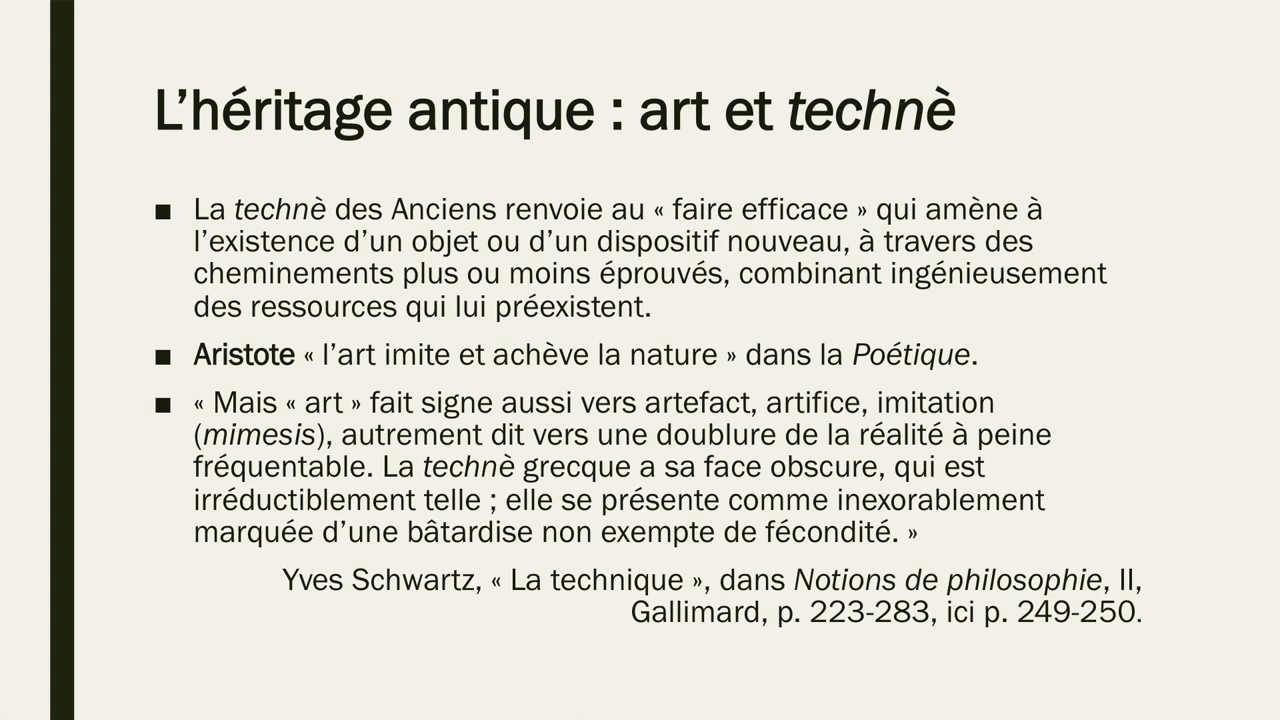 L’héritage antique : art et technè
■ La technè des Anciens renvoie au « faire efficace » qui amène à
l’existence d’un objet ou d’un dispositif nouveau, à travers des
cheminements plus ou moins éprouvés, combinant ingénieusement
des ressources qui lui préexistent.
■ Aristote « l’art imite et achève la nature » dans la Poétique.
■ « Mais « art » fait signe aussi vers artefact, artifice, imitation
(mimesis), autrement dit vers une doublure de la réalité à peine
fréquentable. La technè grecque a sa face obscure, qui est
irréductiblement telle ; elle se présente comme inexorablement
marquée d’une bâtardise non exempte de fécondité. »
Yves Schwartz, « La technique », dans Notions de philosophie, II,
Gallimard, p. 223-283, ici p. 249-250.